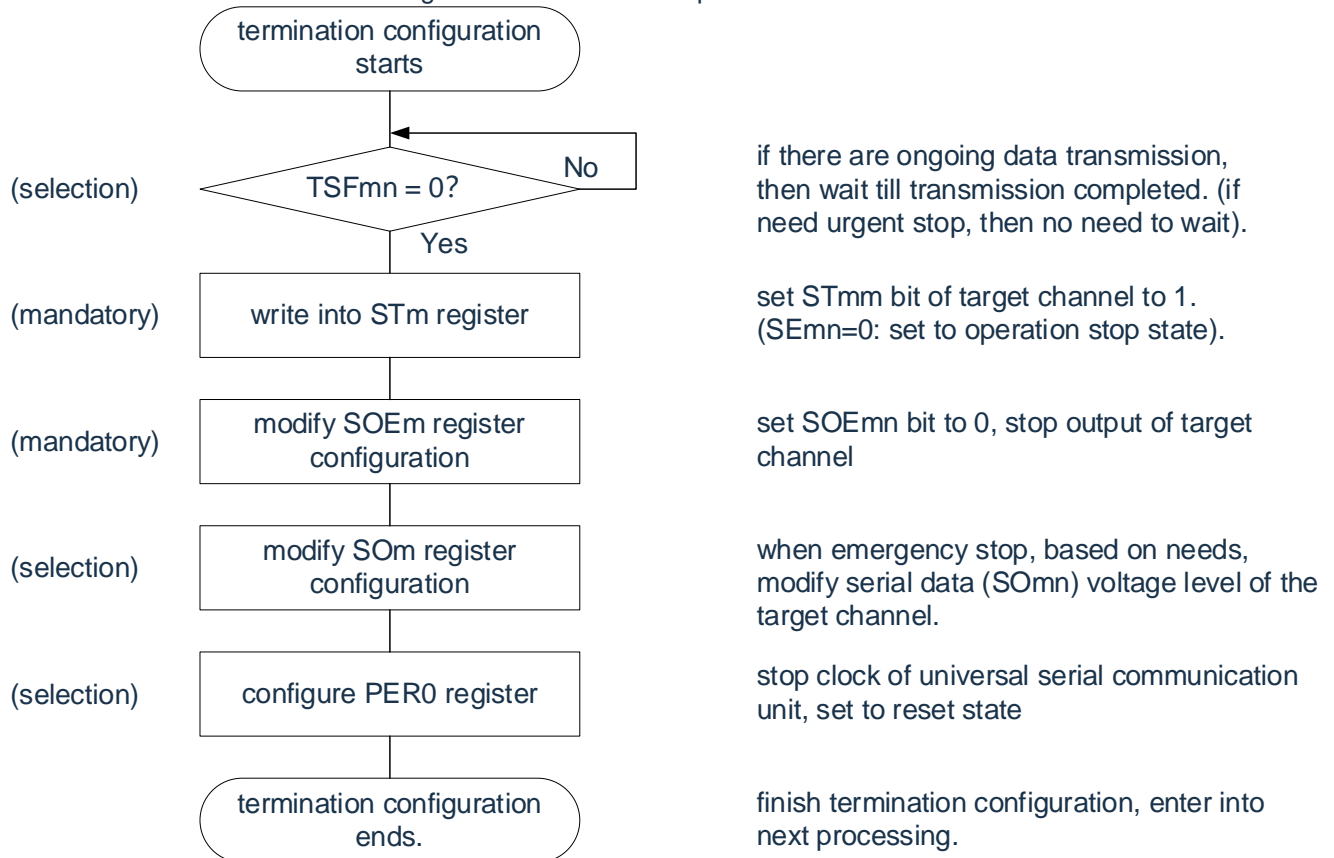 termination configuration
starts
(selection)
TSFmn = 0?
No
Yes
if there are ongoing data transmission,
then wait till transmission completed. (if
need urgent stop, then no need to wait).
(mandatory)
write into STm register
set STmm bit of target channel to 1.
(SEmn=0: set to operation stop state).
(mandatory)
modify SOEm register
configuration
set SOEmn bit to 0, stop output of target
channel
(selection)
modify SOm register
configuration
when emergency stop, based on needs,
modify serial data (SOmn) voltage level of the
target channel.
(selection)
configure PER0 register
stop clock of universal serial communication
unit, set to reset state
termination configuration
ends.
finish termination configuration, enter into
next processing.